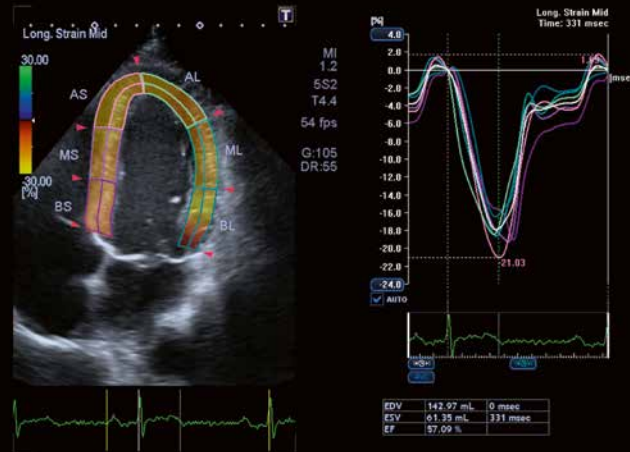 Long. Strain Mid
T
30.00
-30.00
[%]
AS
AL
MS
ML
BS
BL
MI
1.2
5S2
T4.4
54 fps
G:105
DR:55
Long. Strain Mid
Time: 331 msec
[%]
4.0
2.0
0.0
-2.0
-4.0
-6.0
-8.0
-10.0
-12.0
-14.0
-16.0
-18.0
-20.0
-22.0
-24.0
-21.03
AUTO
EDV 142.97 mL 0 msec
ESV 61.35 mL 331 msec
EF 57.09 %